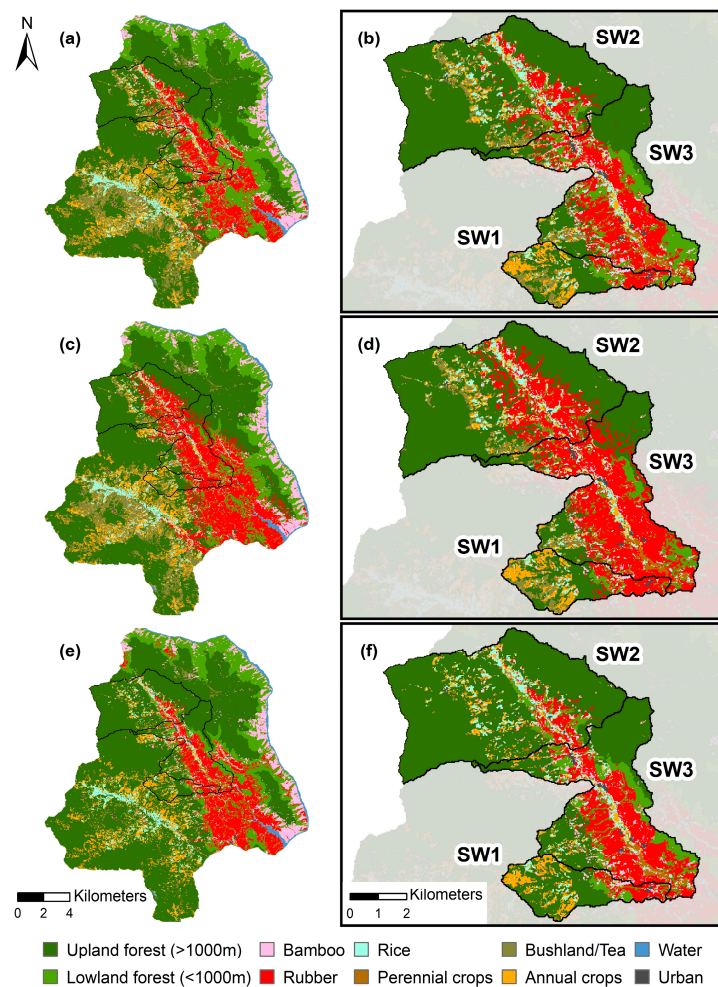 N
(a)
(b)
SW2
SW3
SW1
(c)
(d)
SW2
SW3
SW1
(e)
(f)
SW2
SW3
SW1
Kilometers
0 2 4
Kilometers
0 1 2
Upland forest (>1000m) Bamboo Rice Bushland/Tea Water
Lowland forest (<1000m) Rubber Perennial crops Annual crops Urban